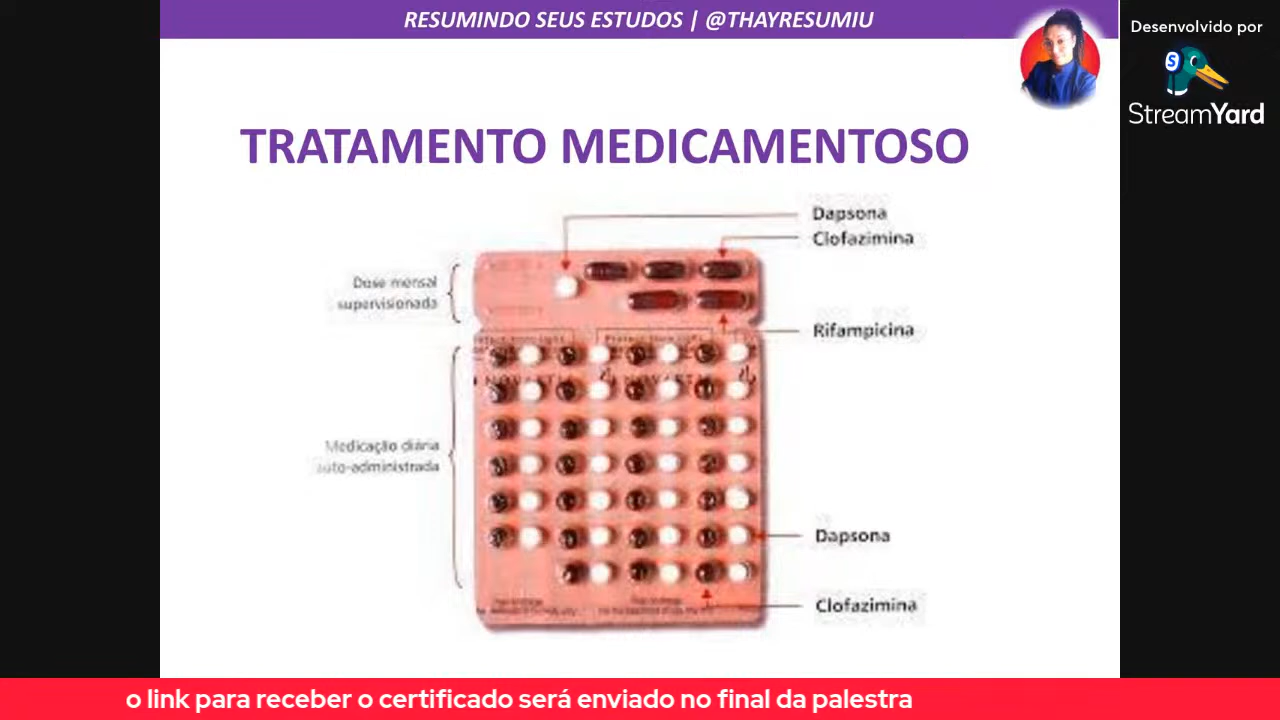 RESUMINDO SEUS ESTUDOS | @THAYRESUMIU
Desenvolvido por
S
StreamYard
TRATAMENTO MEDICAMENTOSO
Dapsona
Clofazimina
Dose mensal
supervisionada
Rifampicina
Medicação diária
auto-administrada
Dapsona
Clofazimina
o link para receber o certificado será enviado no final da palestra